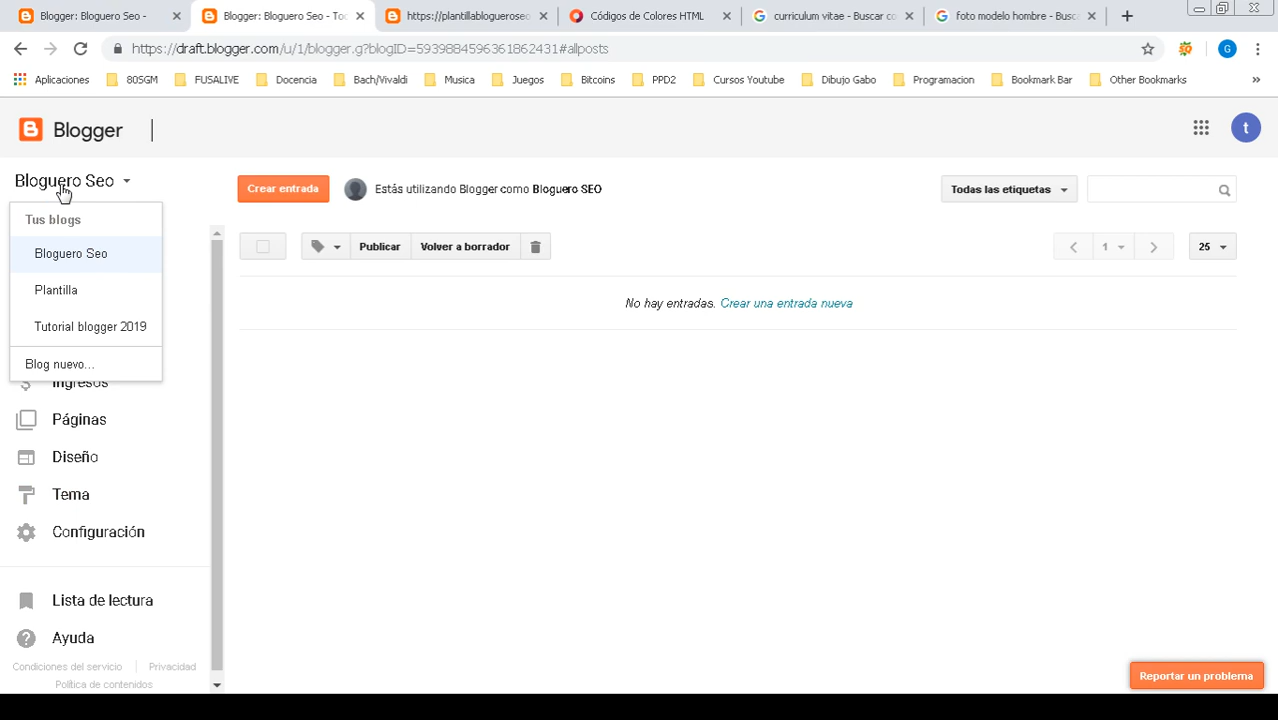 Blogger: Bloguero Seo -
Blogger: Bloguero Seo - To
https://plantillablogueroseo
Códigos de Colores HTML
curriculum vitae - Buscar co
foto modelo hombre - Busc
https://draft.blogger.com/u/1/blogger.g?blogID=5939884596361862431#allposts
G
Aplicaciones
80SGM
FUSALIVE
Docencia
Bach/Vivaldi
Musica
Juegos
Bitcoins
PPD2
Cursos Youtube
Dibujo Gabo
Programacion
Bookmark Bar
Other Bookmarks
»
Blogger
t
Bloguero Seo
Crear entrada
Estás utilizando Blogger como Bloguero SEO
Todas las etiquetas
Tus blogs
Bloguero Seo
Plantilla
Tutorial blogger 2019
Blog nuevo...
Publicar
Volver a borrador
1
25
No hay entradas. Crear una entrada nueva
Ingresos
Páginas
Diseño
Tema
Configuración
Lista de lectura
Ayuda
Condiciones del servicio
Privacidad
Política de contenidos
Reportar un problema